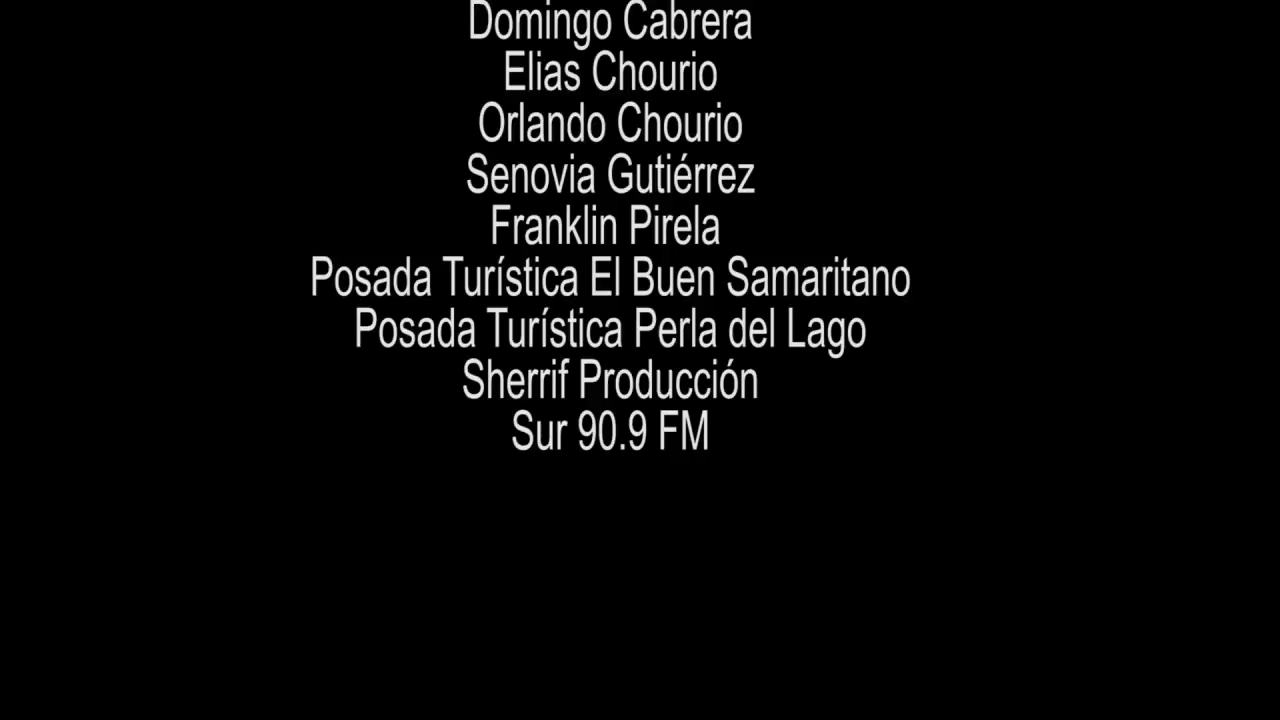 Domingo Cabrera
Elias Chourio
Orlando Chourio
Senovia Gutiérrez
Franklin Pirela
Posada Turística El Buen Samaritano
Posada Turística Perla del Lago
Sherrif Producción
Sur 90.9 FM